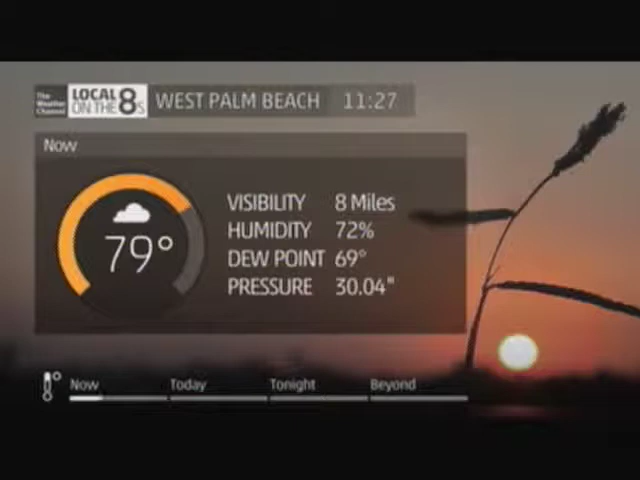 The Weather Channel
LOCAL ON THE 8s
WEST PALM BEACH 11:27
Now
79°
VISIBILITY 8 Miles
HUMIDITY 72%
DEW POINT 69°
PRESSURE 30.04"
Now Today Tonight Beyond